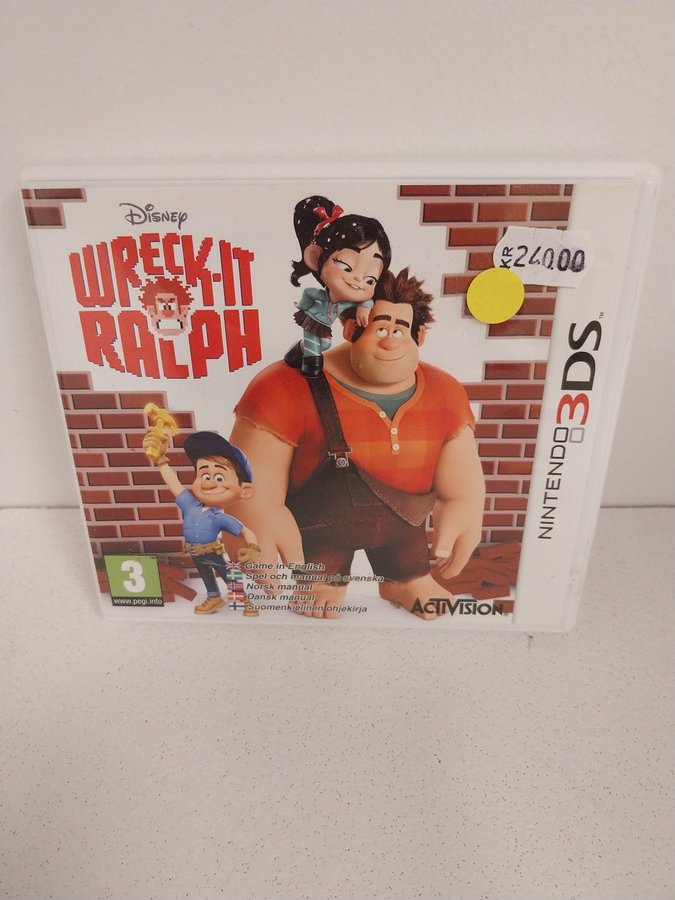 Disney
WRECK-IT
RALPH
KR 240.00
NINTENDO 3DS™
3
www.pegi.info
Game in English
Spel och manual på svenska
Norsk manual
Dansk manual
Suomenkielinen ohjekirja
ACTIVISION